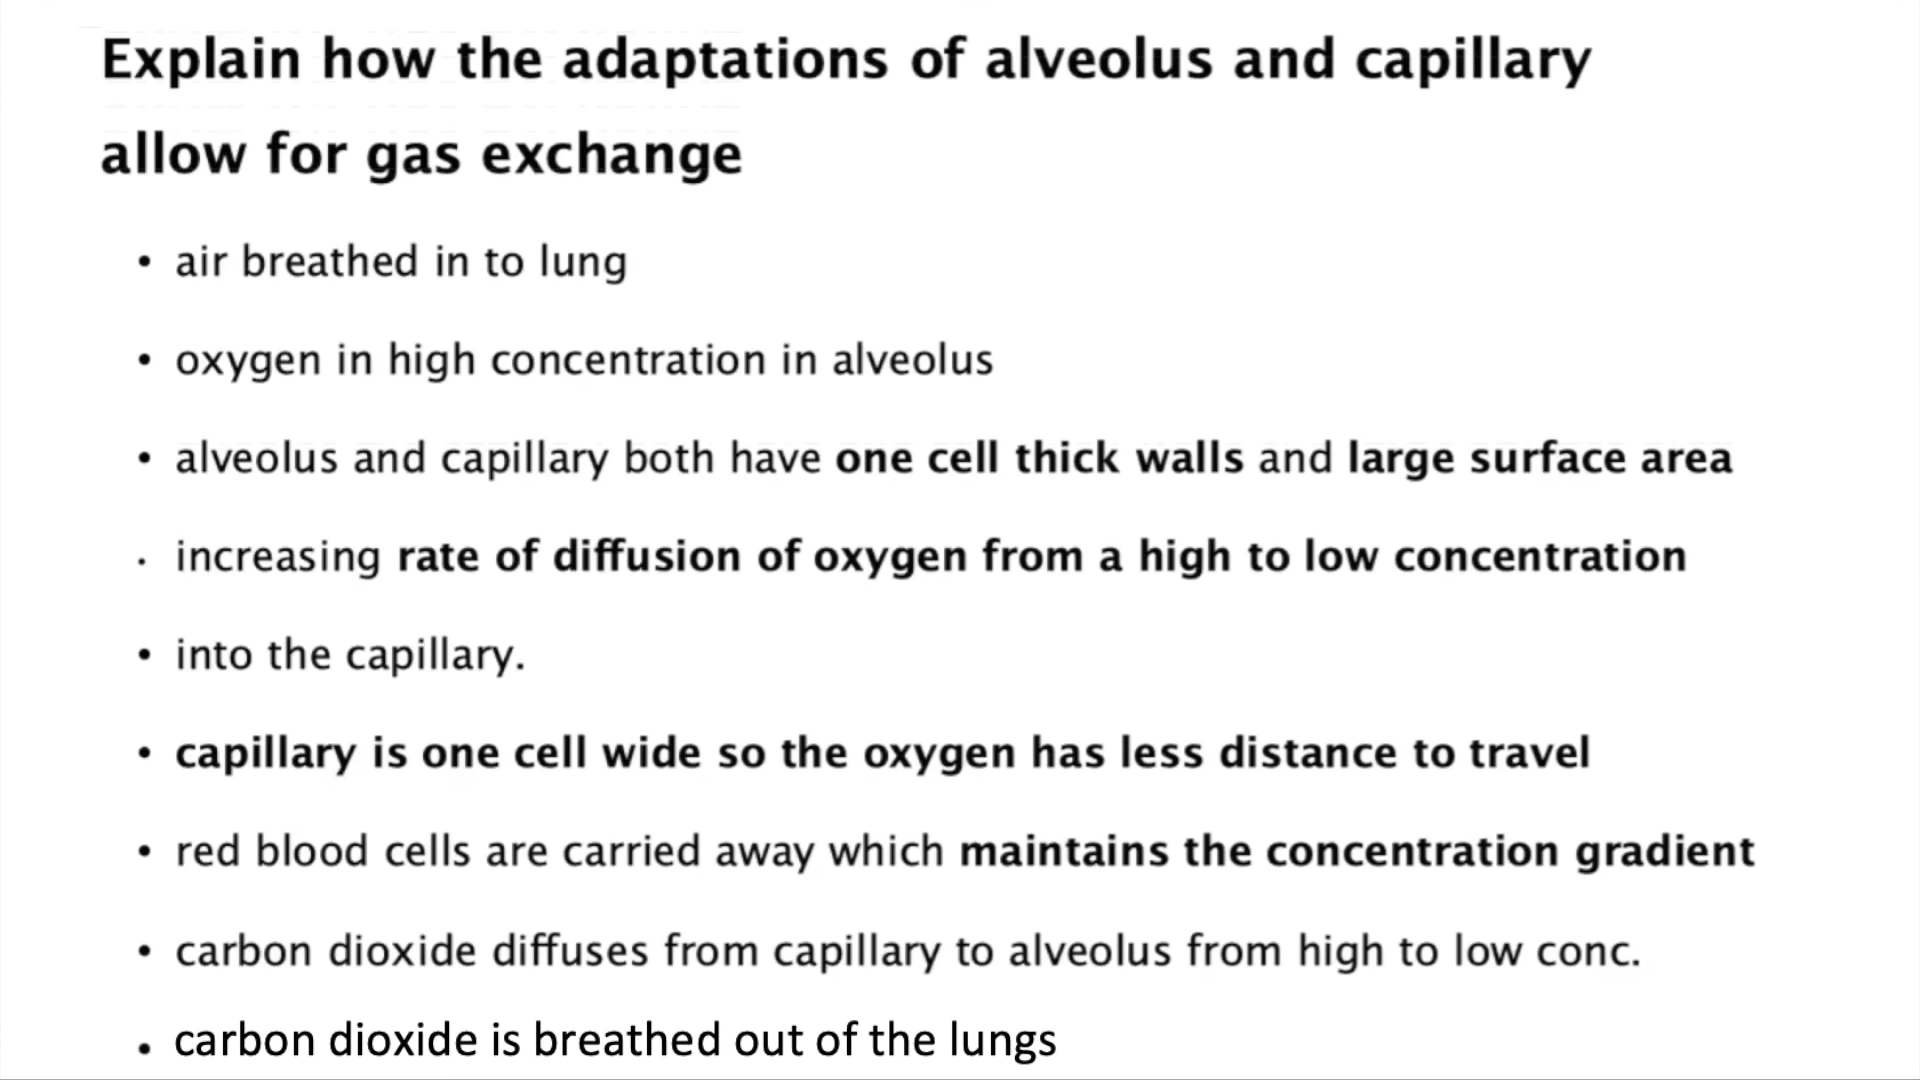 Explain how the adaptations of alveolus and capillary
allow for gas exchange
• air breathed in to lung
• oxygen in high concentration in alveolus
• alveolus and capillary both have one cell thick walls and large surface area
• increasing rate of diffusion of oxygen from a high to low concentration
• into the capillary.
• capillary is one cell wide so the oxygen has less distance to travel
• red blood cells are carried away which maintains the concentration gradient
• carbon dioxide diffuses from capillary to alveolus from high to low conc.
• carbon dioxide is breathed out of the lungs